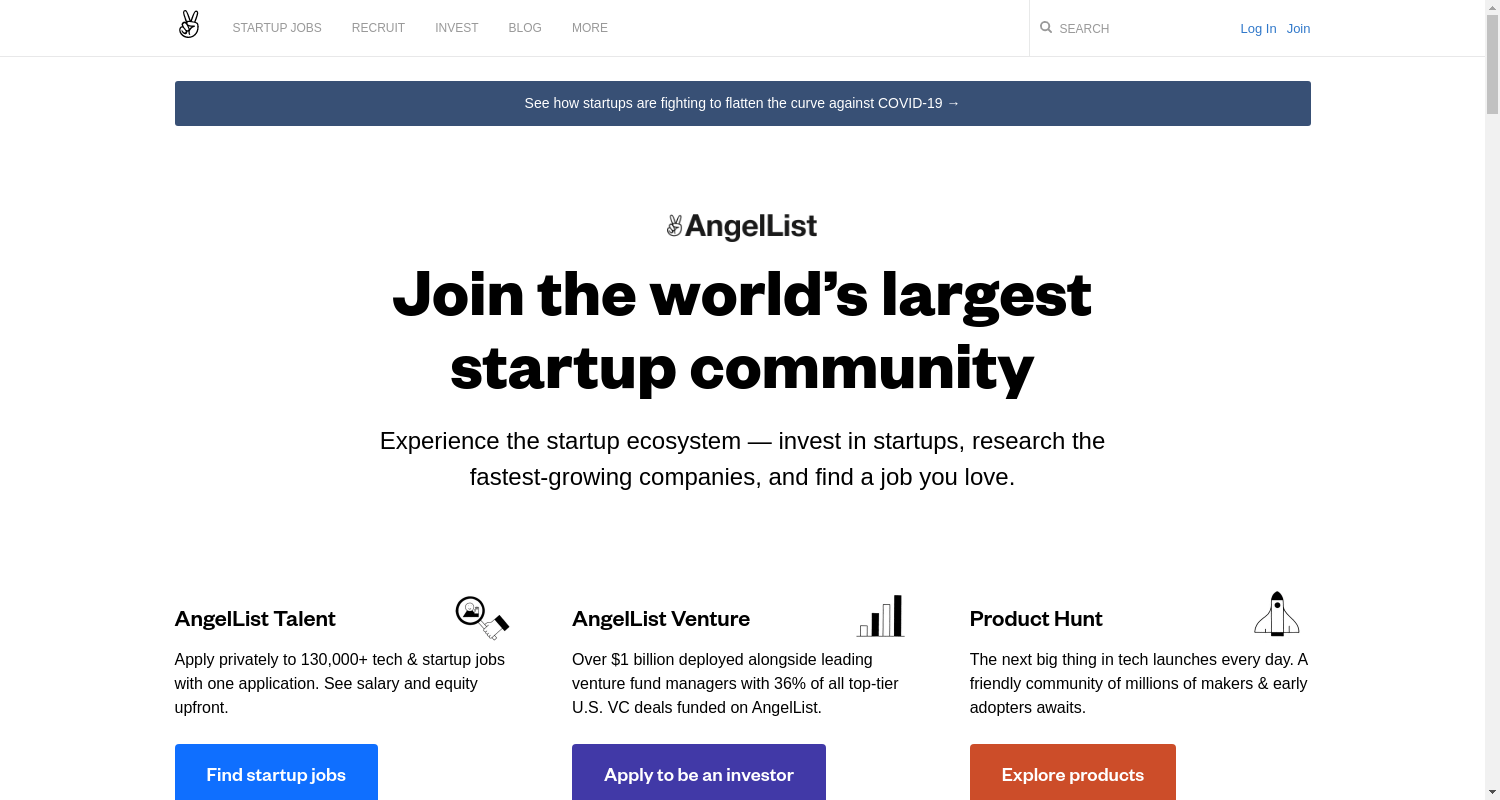 STARTUP JOBS RECRUIT INVEST BLOG MORE SEARCH Log In Join
See how startups are fighting to flatten the curve against COVID-19 →
AngelList
Join the world's largest
startup community
Experience the startup ecosystem — invest in startups, research the
fastest-growing companies, and find a job you love.
AngelList Talent
Apply privately to 130,000+ tech & startup jobs
with one application. See salary and equity
upfront.
Find startup jobs
AngelList Venture
Over $1 billion deployed alongside leading
venture fund managers with 36% of all top-tier
U.S. VC deals funded on AngelList.
Apply to be an investor
Product Hunt
The next big thing in tech launches every day. A
friendly community of millions of makers & early
adopters awaits.
Explore products